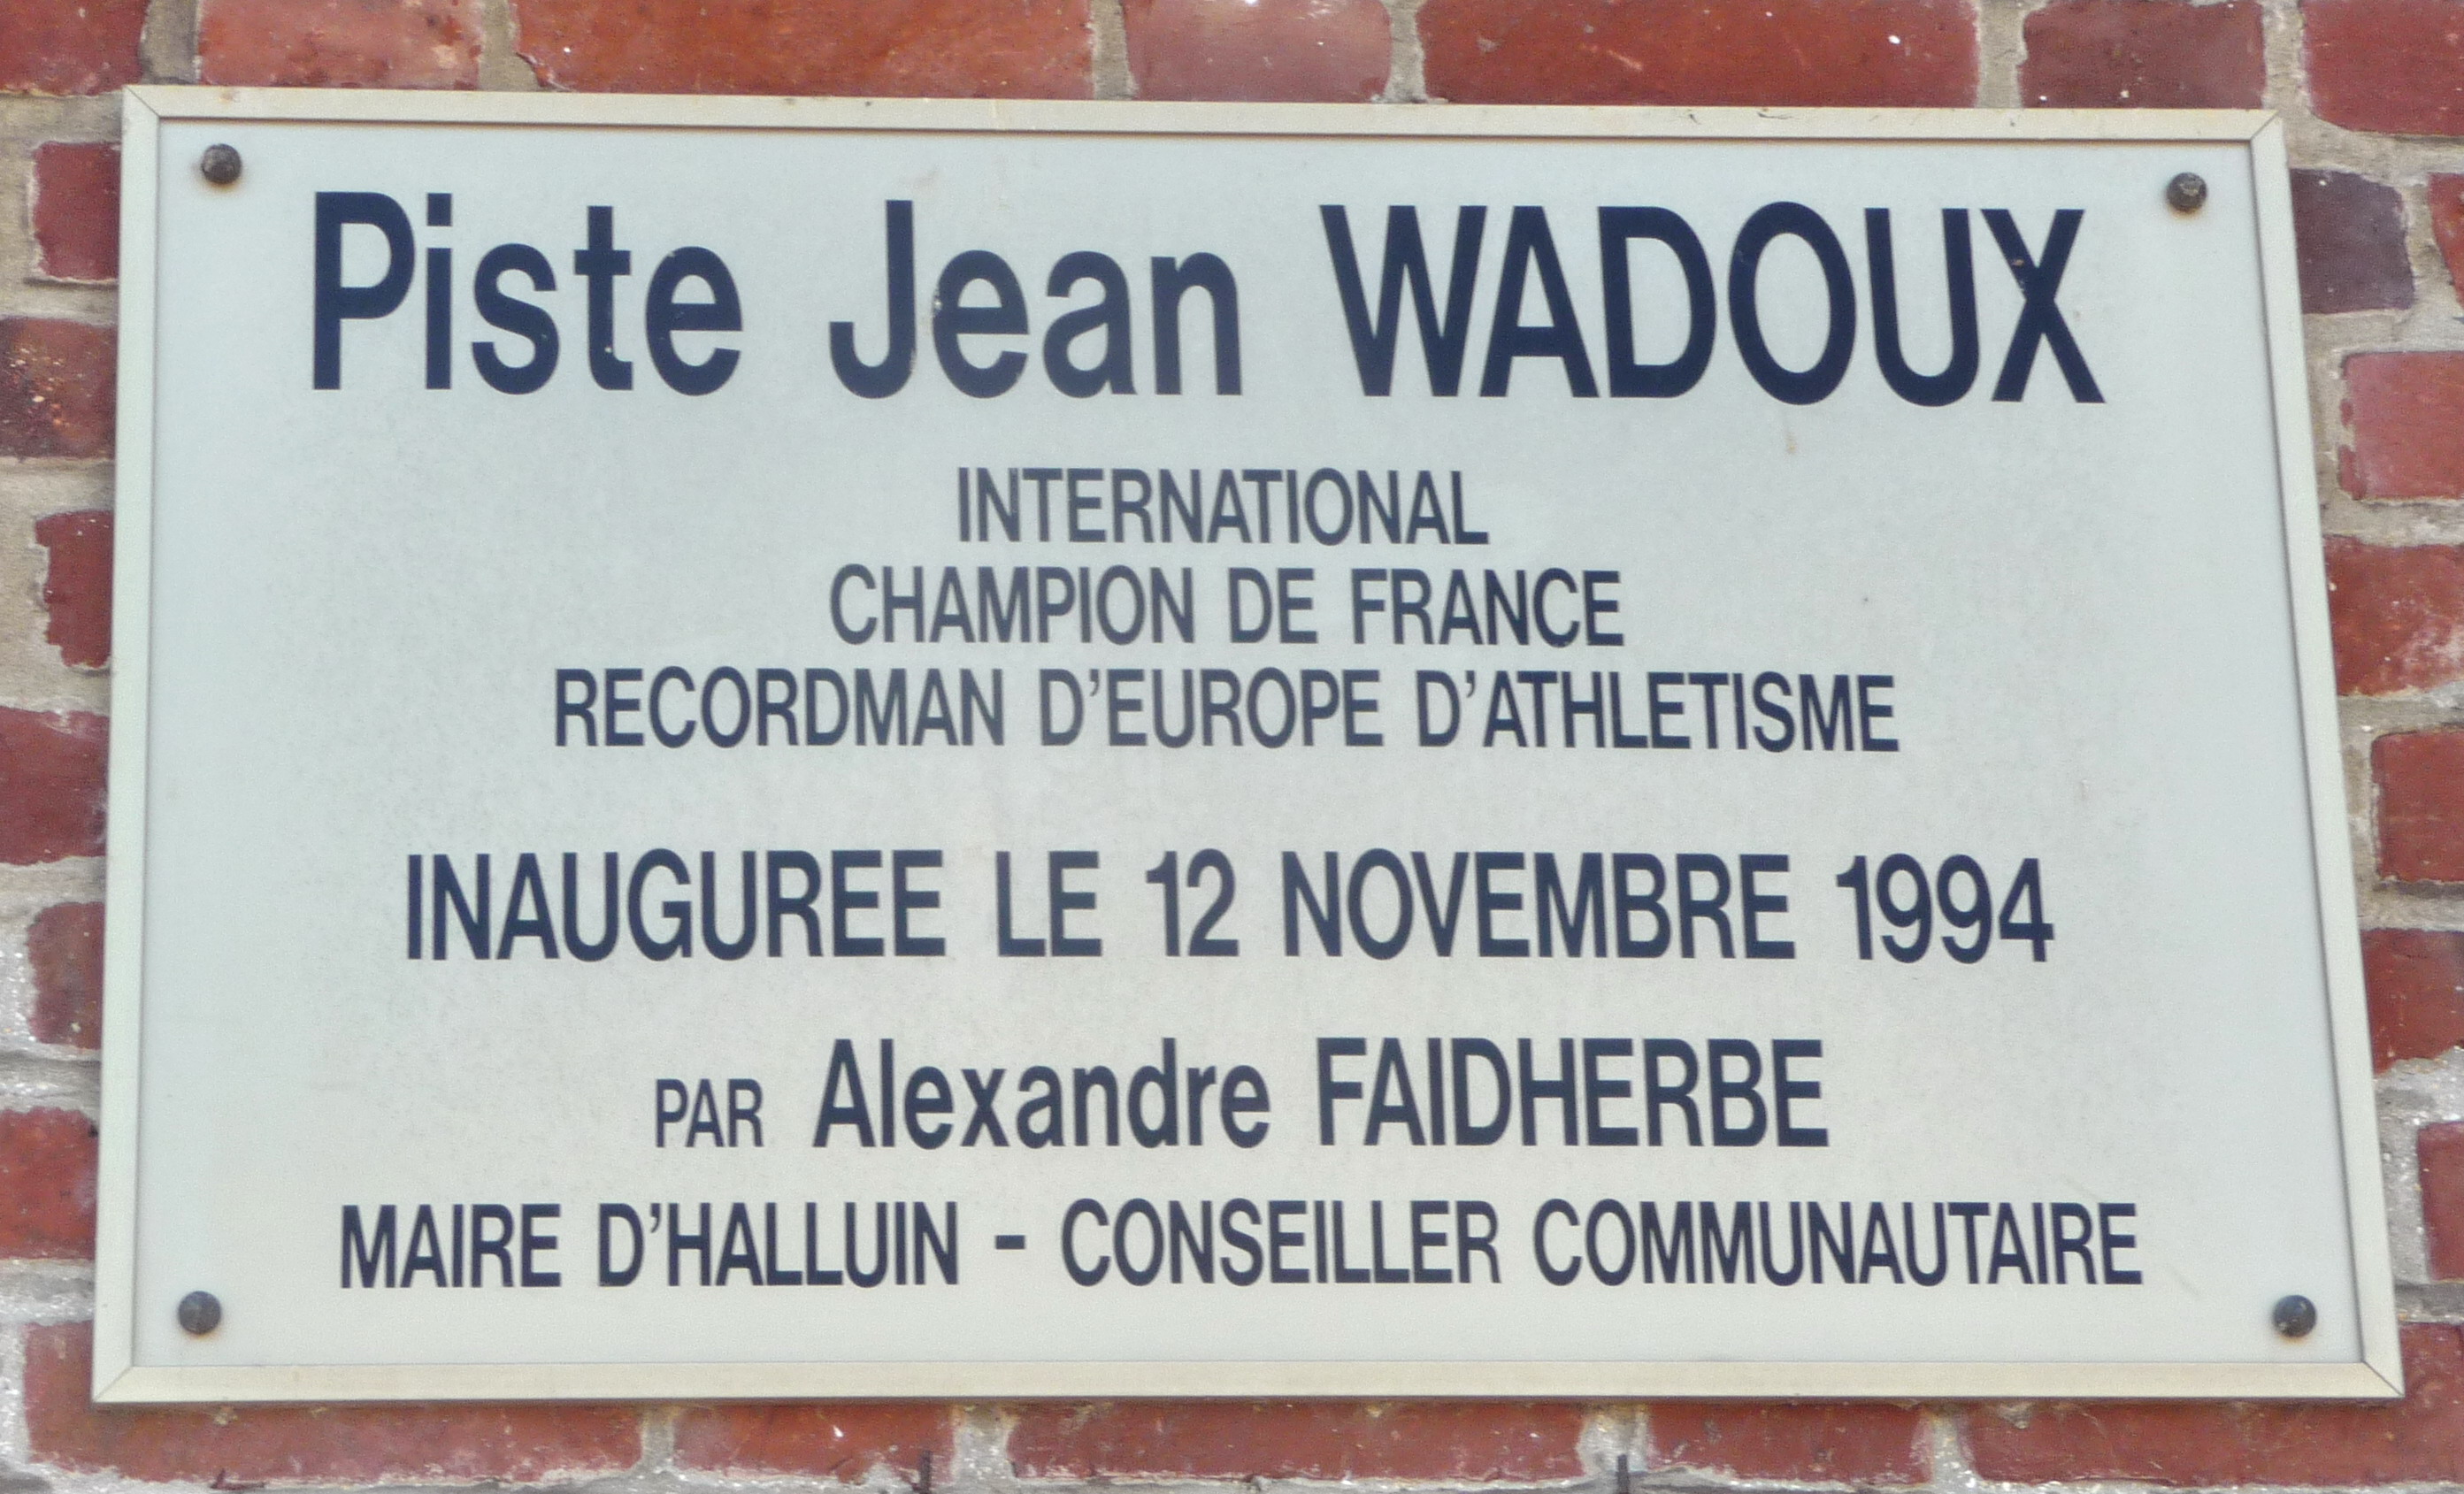 Piste Jean WADOUX
INTERNATIONAL
CHAMPION DE FRANCE
RECORDMAN D'EUROPE D'ATHLETISME
INAUGUREE LE 12 NOVEMBRE 1994
PAR Alexandre FAIDHERBE
MAIRE D'HALLUIN - CONSEILLER COMMUNAUTAIRE